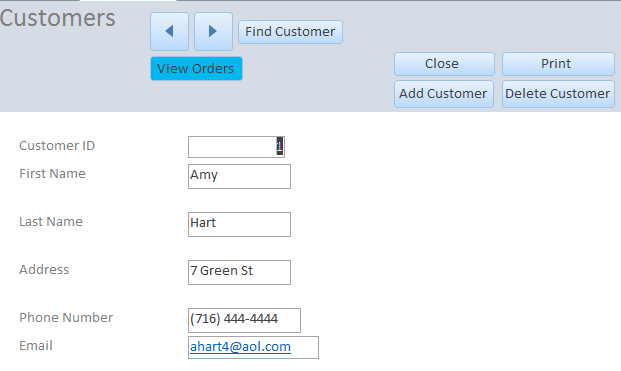 Customers
Find Customer
View Orders
Close
Print
Add Customer
Delete Customer
Customer ID 1
First Name Amy
Last Name Hart
Address 7 Green St
Phone Number (716) 444-4444
Email ahart4@aol.com